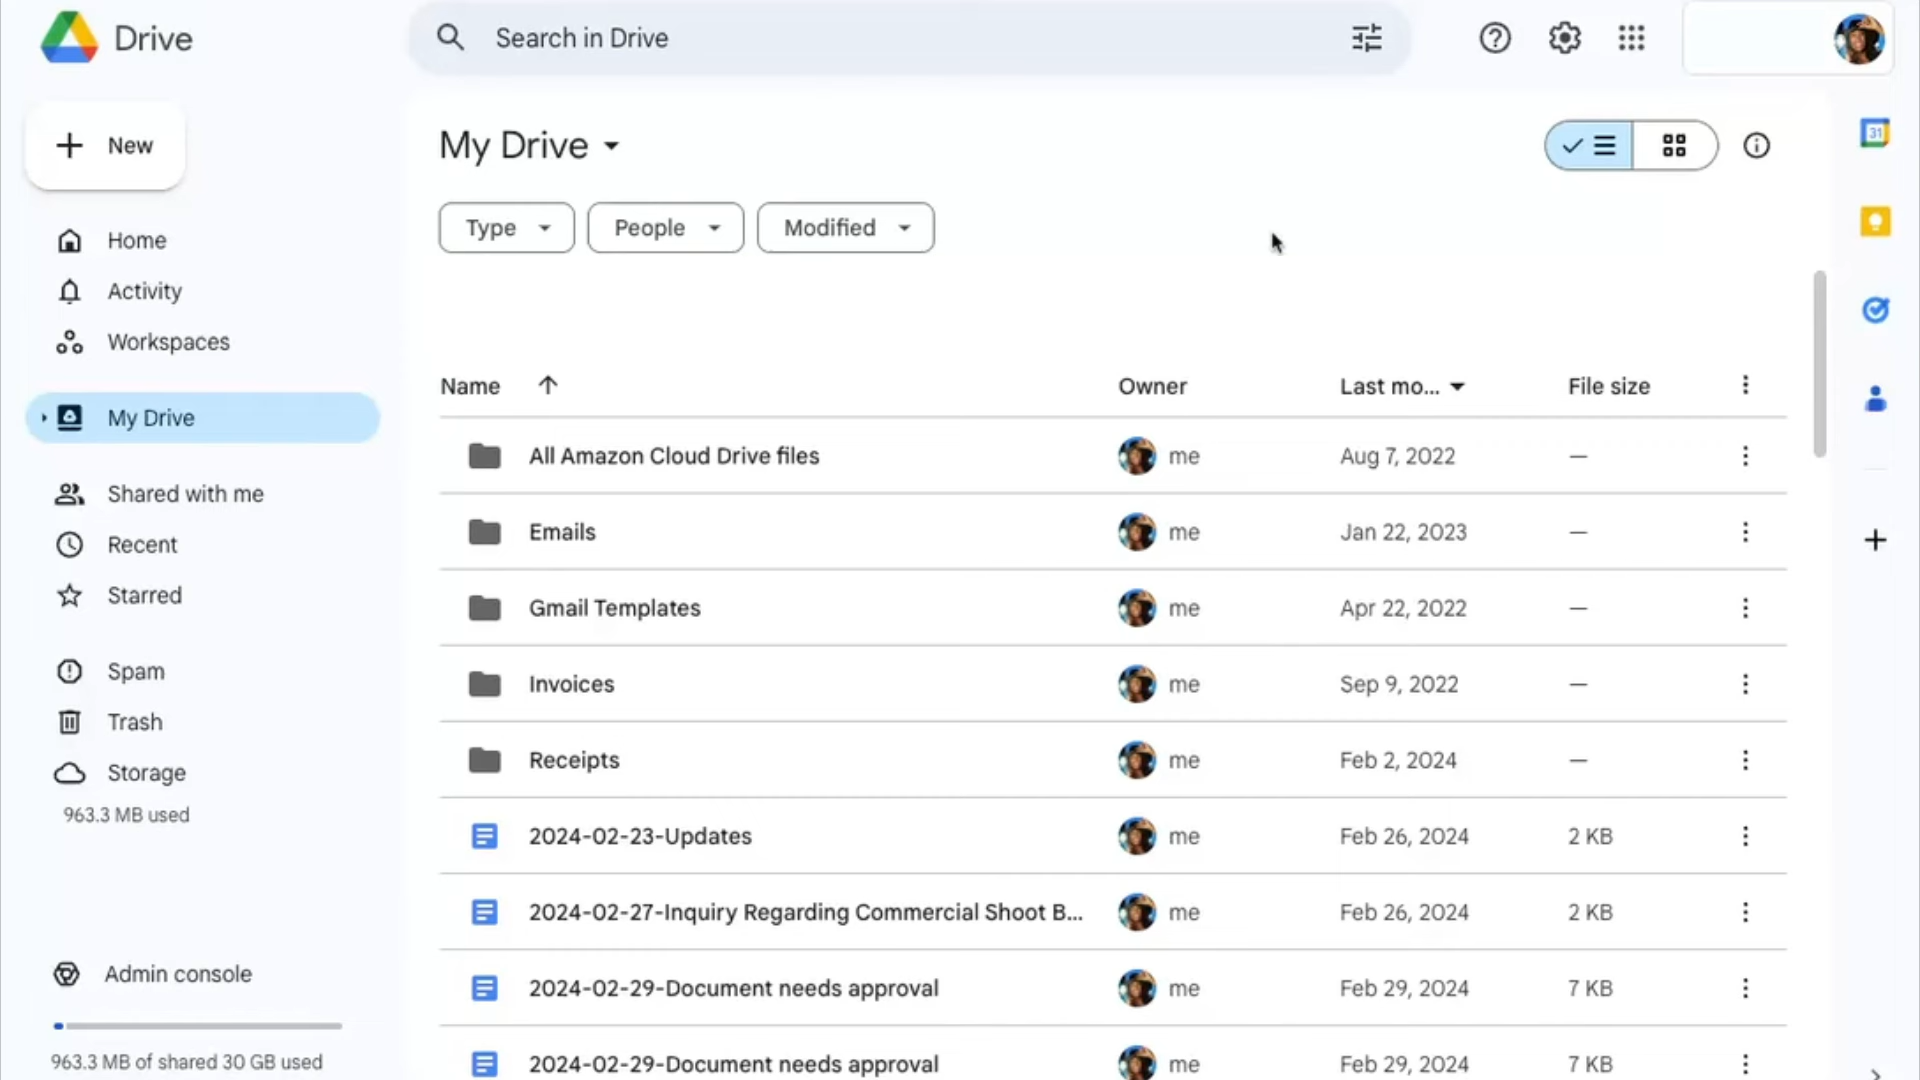 Drive
Search in Drive
New
My Drive
31
Type
People
Modified
Home
Activity
Workspaces
My Drive
Shared with me
Recent
Starred
Spam
Trash
Storage
963.3 MB used
Admin console
963.3 MB of shared 30 GB used
Name Owner Last mo... File size
All Amazon Cloud Drive files me Aug 7, 2022 —
Emails me Jan 22, 2023 —
Gmail Templates me Apr 22, 2022 —
Invoices me Sep 9, 2022 —
Receipts me Feb 2, 2024 —
2024-02-23-Updates me Feb 26, 2024 2 KB
2024-02-27-Inquiry Regarding Commercial Shoot B... me Feb 26, 2024 2 KB
2024-02-29-Document needs approval me Feb 29, 2024 7 KB
2024-02-29-Document needs approval me Feb 29, 2024 7 KB